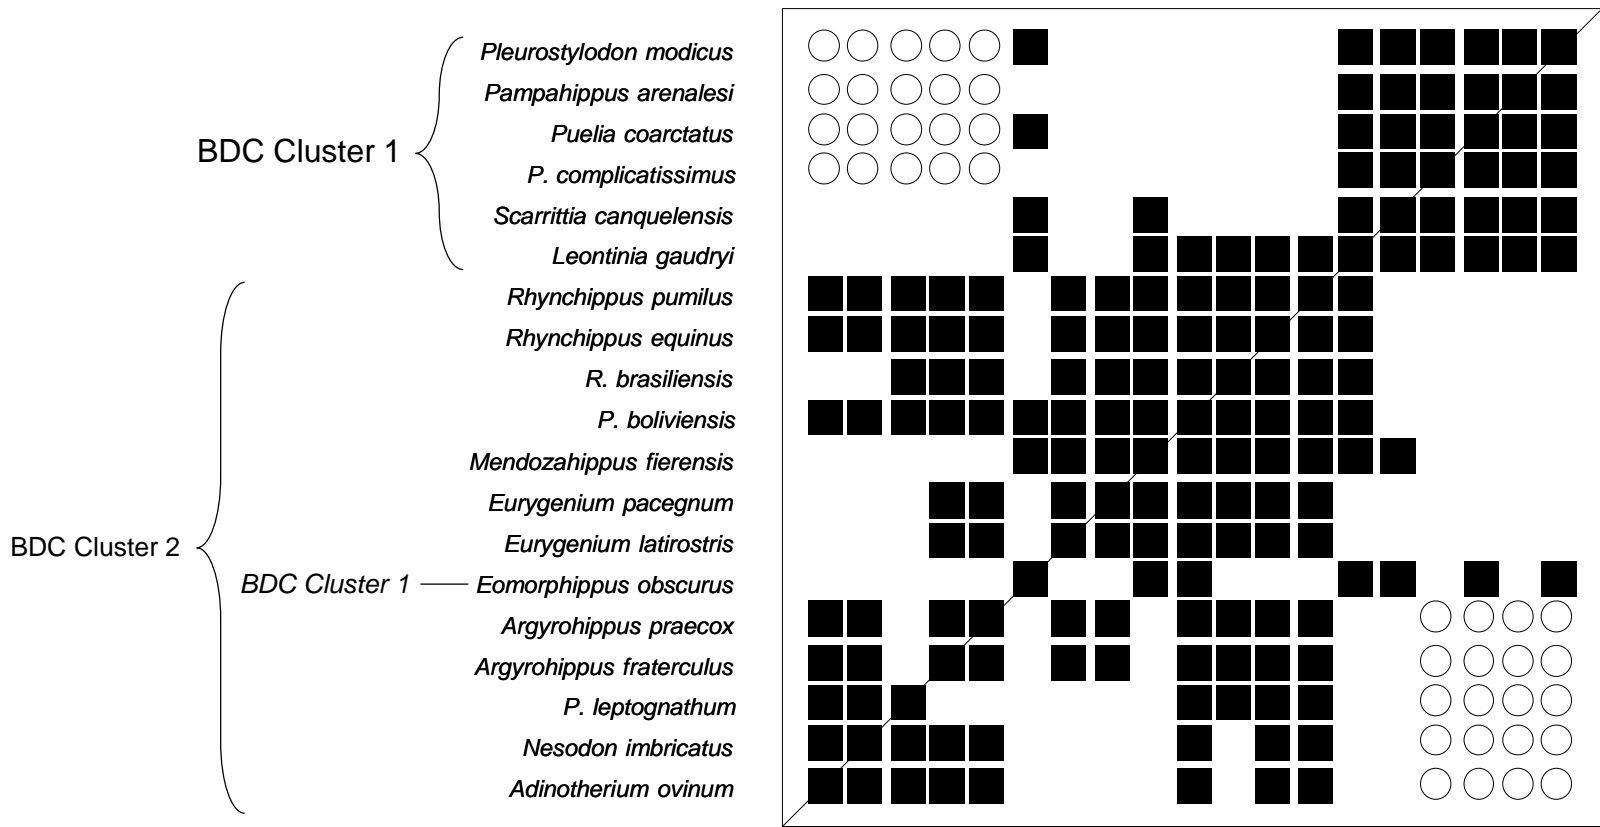 Pleurostylodon modicus
Pampahippus arenalesi
Puelia coarctatus
BDC Cluster 1
P. complicatissimus
Scarrittia canquelensis
Leontinia gaudryi
Rhynchippus pumilus
Rhynchippus equinus
R. brasiliensis
P. boliviensis
Mendozahippus fierensis
Eurygenium pacegnum
Eurygenium latirostris
BDC Cluster 2
BDC Cluster 1
Eomorphippus obscurus
Argyrohippus praecox
Argyrohippus fraterculus
P. leptognathum
Nesodon imbricatus
Adinotherium ovinum